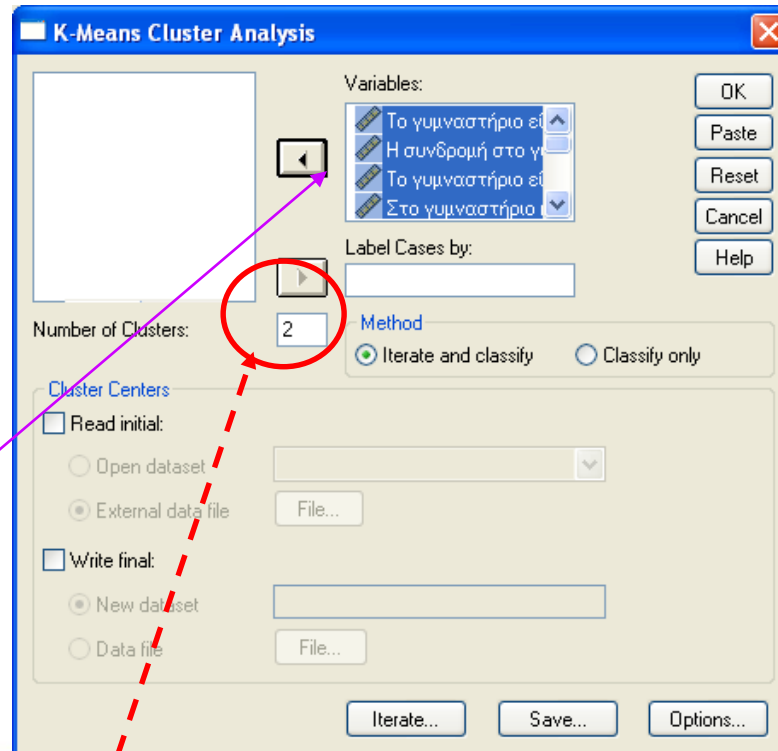 K-Means Cluster Analysis
Variables:
Το γυμναστήριο εί
Η συνδρομή στο γι
Το γυμναστήριο εί
Στο γυμναστήριο
Label Cases by:
OK
Paste
Reset
Cancel
Help
Number of Clusters:
2
Method
Iterate and classify
Classify only
Cluster Centers
Read initial:
Open dataset
External data file
File...
Write final:
New dataset
Data file
File...
Iterate...
Save...
Options...